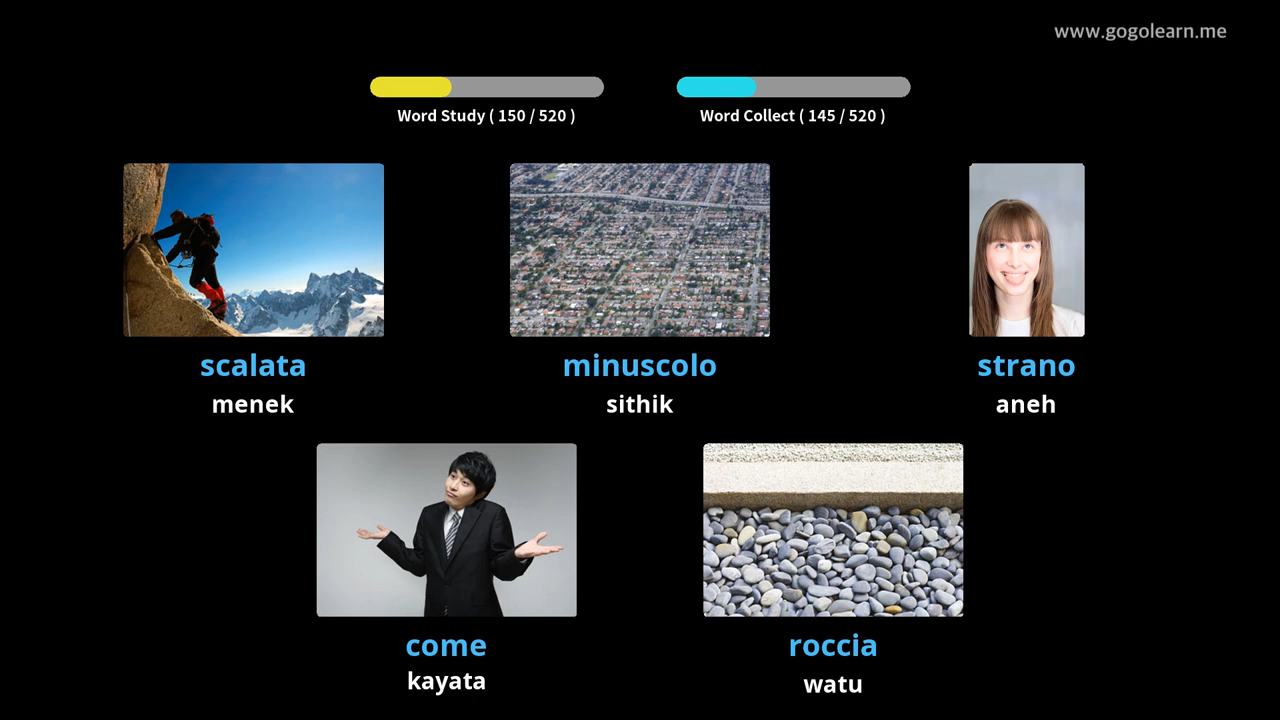 www.gogolearn.me
Word Study ( 150 / 520 )
Word Collect ( 145 / 520 )
scalata
menek
minuscolo
sithik
strano
aneh
come
kayata
roccia
watu